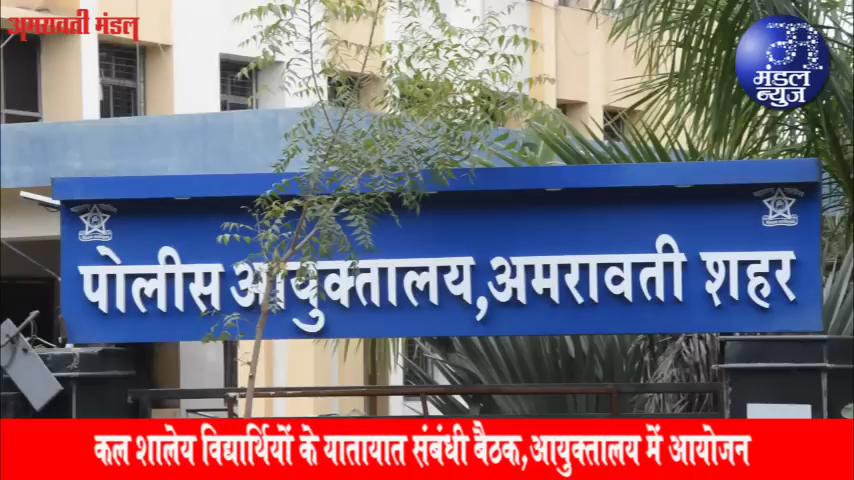 अमरावती मंडल
मंडल
न्यूज
पोलीस आयुक्तालय,अमरावती शहर
कल शालेय विद्यार्थियों के यातायात संबंधी बैठक,आयुक्तालय में आयोजन